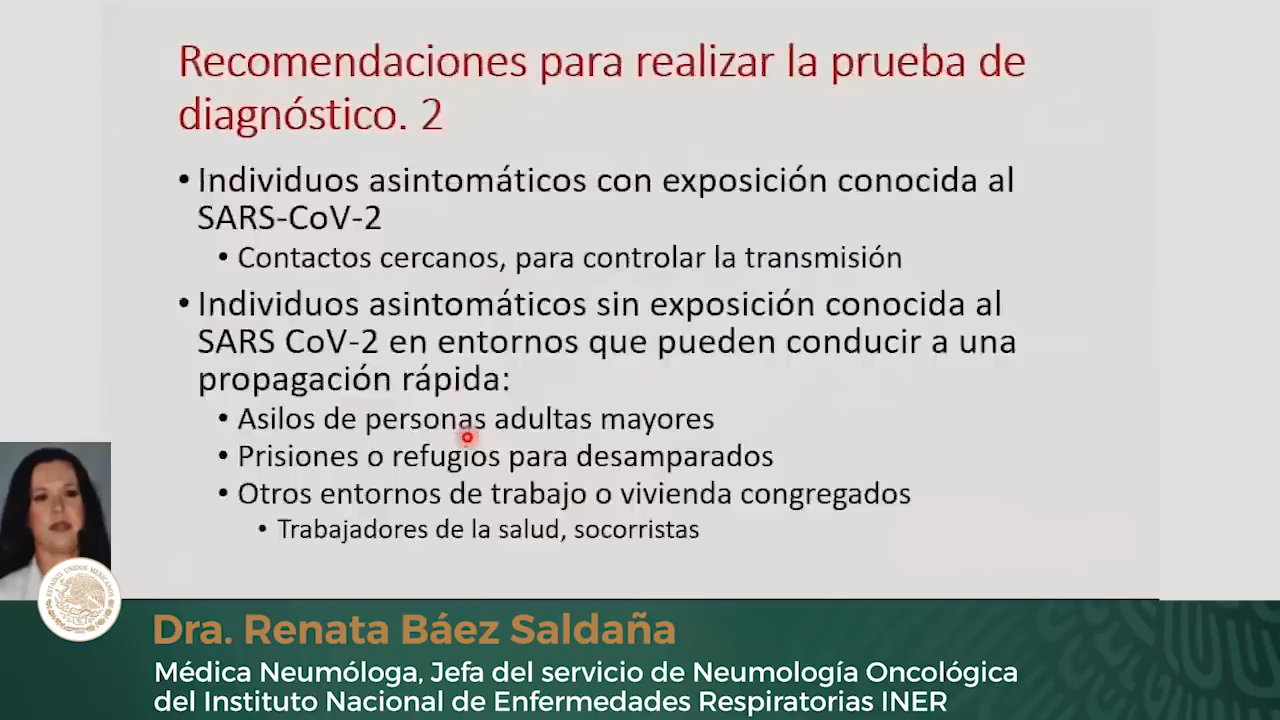 Recomendaciones para realizar la prueba de
diagnóstico. 2
• Individuos asintomáticos con exposición conocida al
SARS-CoV-2
• Contactos cercanos, para controlar la transmisión
• Individuos asintomáticos sin exposición conocida al
SARS CoV-2 en entornos que pueden conducir a una
propagación rápida:
• Asilos de personas adultas mayores
• Prisiones o refugios para desamparados
• Otros entornos de trabajo o vivienda congregados
• Trabajadores de la salud, socorristas
ESTADOS UNIDOS MEXICANOS
Dra. Renata Báez Saldaña
Médica Neumóloga, Jefa del servicio de Neumología Oncológica
del Instituto Nacional de Enfermedades Respiratorias INER